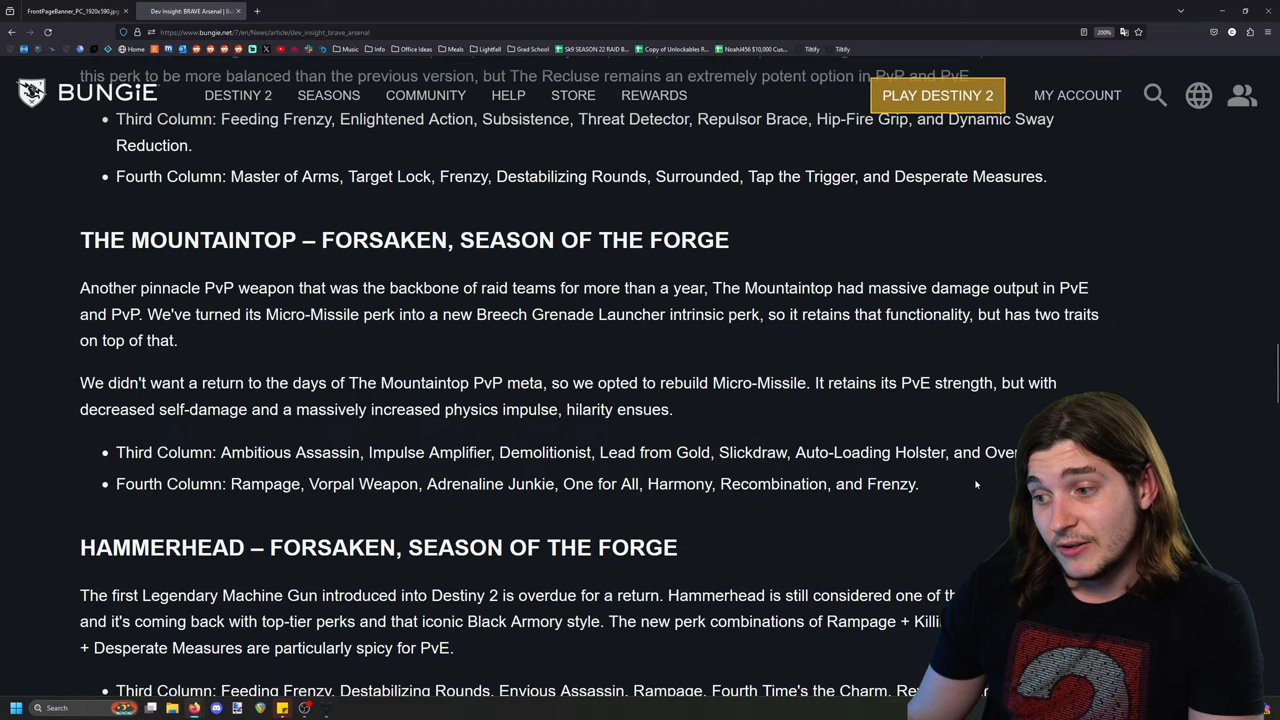 FrontPageBanner_PC_1920x590.jpg
Dev Insight: BRAVE Arsenal | B
https://www.bungie.net/7/en/News/article/dev_insight_brave_arsenal
200%
Home
Music
Info
Office Ideas
Meals
Lightfall
Grad School
Sk9 SEASON 22 RAID B
Copy of Unlockables R
NoahJ456 $10,000 Cus
Tiltify
Tiltify
this perk to be more balanced than the previous version, but The Recluse remains an extremely potent option in PvP and PvE.
BUNGiE
DESTINY 2
SEASONS
COMMUNITY
HELP
STORE
REWARDS
PLAY DESTINY 2
MY ACCOUNT
• Third Column: Feeding Frenzy, Enlightened Action, Subsistence, Threat Detector, Repulsor Brace, Hip-Fire Grip, and Dynamic Sway
Reduction.
• Fourth Column: Master of Arms, Target Lock, Frenzy, Destabilizing Rounds, Surrounded, Tap the Trigger, and Desperate Measures.
THE MOUNTAINTOP – FORSAKEN, SEASON OF THE FORGE
Another pinnacle PvP weapon that was the backbone of raid teams for more than a year, The Mountaintop had massive damage output in PvE
and PvP. We've turned its Micro-Missile perk into a new Breech Grenade Launcher intrinsic perk, so it retains that functionality, but has two traits
on top of that.
We didn't want a return to the days of The Mountaintop PvP meta, so we opted to rebuild Micro-Missile. It retains its PvE strength, but with
decreased self-damage and a massively increased physics impulse, hilarity ensues.
• Third Column: Ambitious Assassin, Impulse Amplifier, Demolitionist, Lead from Gold, Slickdraw, Auto-Loading Holster, and Over
• Fourth Column: Rampage, Vorpal Weapon, Adrenaline Junkie, One for All, Harmony, Recombination, and Frenzy.
HAMMERHEAD – FORSAKEN, SEASON OF THE FORGE
The first Legendary Machine Gun introduced into Destiny 2 is overdue for a return. Hammerhead is still considered one of th
and it's coming back with top-tier perks and that iconic Black Armory style. The new perk combinations of Rampage + Killi
+ Desperate Measures are particularly spicy for PvE.
• Third Column: Feeding Frenzy, Destabilizing Rounds, Envious Assassin, Rampage, Fourth Time's the Charm,
Search